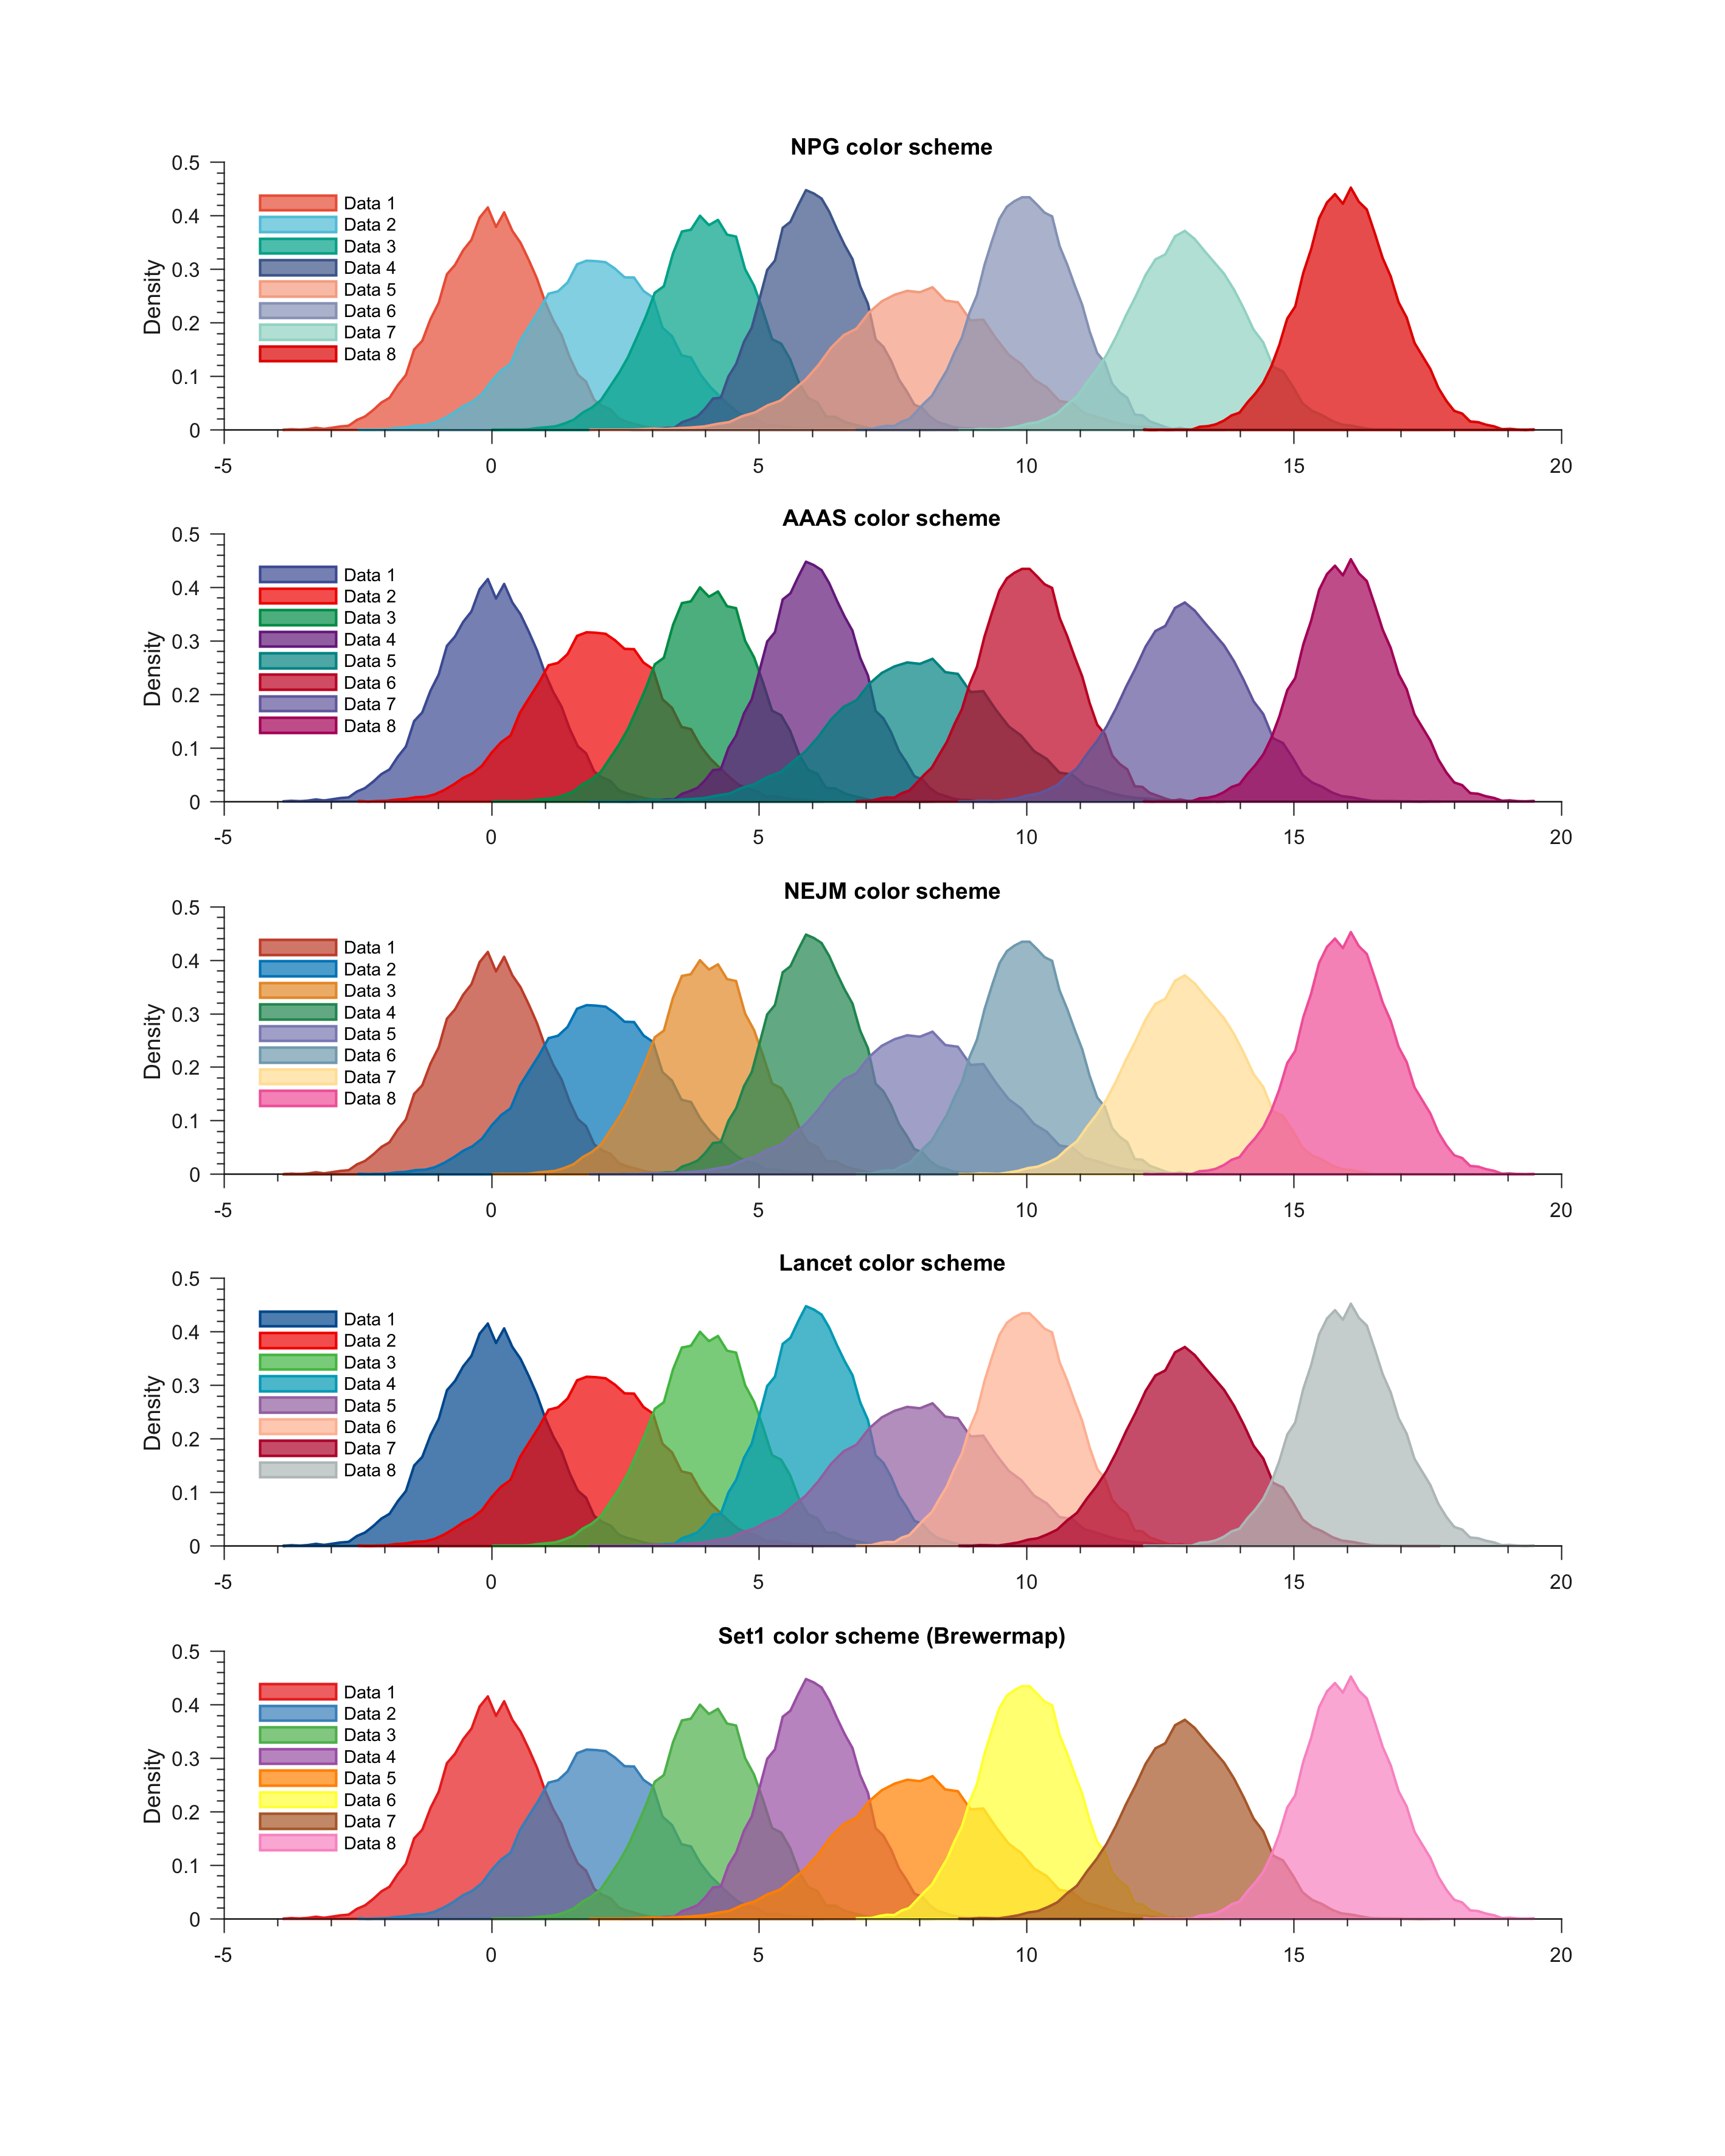 NPG color scheme
0.5
0.4
0.3
0.2
0.1
0
Density
Data 1
Data 2
Data 3
Data 4
Data 5
Data 6
Data 7
Data 8
-5 0 5 10 15 20
AAAS color scheme
0.5
0.4
0.3
0.2
0.1
0
Density
Data 1
Data 2
Data 3
Data 4
Data 5
Data 6
Data 7
Data 8
-5 0 5 10 15 20
NEJM color scheme
0.5
0.4
0.3
0.2
0.1
0
Density
Data 1
Data 2
Data 3
Data 4
Data 5
Data 6
Data 7
Data 8
-5 0 5 10 15 20
Lancet color scheme
0.5
0.4
0.3
0.2
0.1
0
Density
Data 1
Data 2
Data 3
Data 4
Data 5
Data 6
Data 7
Data 8
-5 0 5 10 15 20
Set1 color scheme (Brewermap)
0.5
0.4
0.3
0.2
0.1
0
Density
Data 1
Data 2
Data 3
Data 4
Data 5
Data 6
Data 7
Data 8
-5 0 5 10 15 20